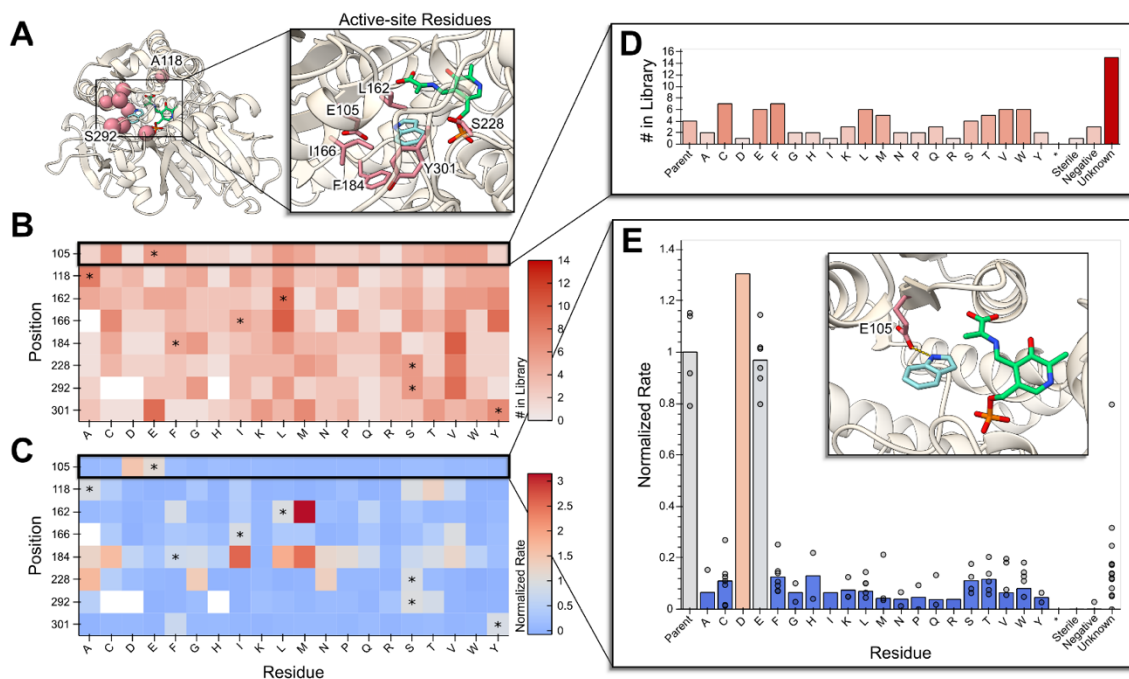 A
Active-site Residues
A118
S292
L162
E105
I166
F184
S228
Y301
B
Position
105
118
162
166
184
228
292
301
A C D E F G H I K L M N P Q R S T V W Y
* * * * * * * *
14
12
10
8
6
4
2
0
# in Library
C
Position
105
118
162
166
184
228
292
301
A C D E F G H I K L M N P Q R S T V W Y
* * * * * * * *
Residue
3
2.5
2
1.5
1
0.5
0
Normalized Rate
D
# in Library
16
14
12
10
8
6
4
2
0
Parent A C D E F G H I K L M N P Q R S T V W Y * Sterile Negative Unknown
E
Normalized Rate
1.4
1.2
1
0.8
0.6
0.4
0.2
0
E105
Parent A C D E F G H I K L M N P Q R S T V W Y * Sterile Negative Unknown
Residue